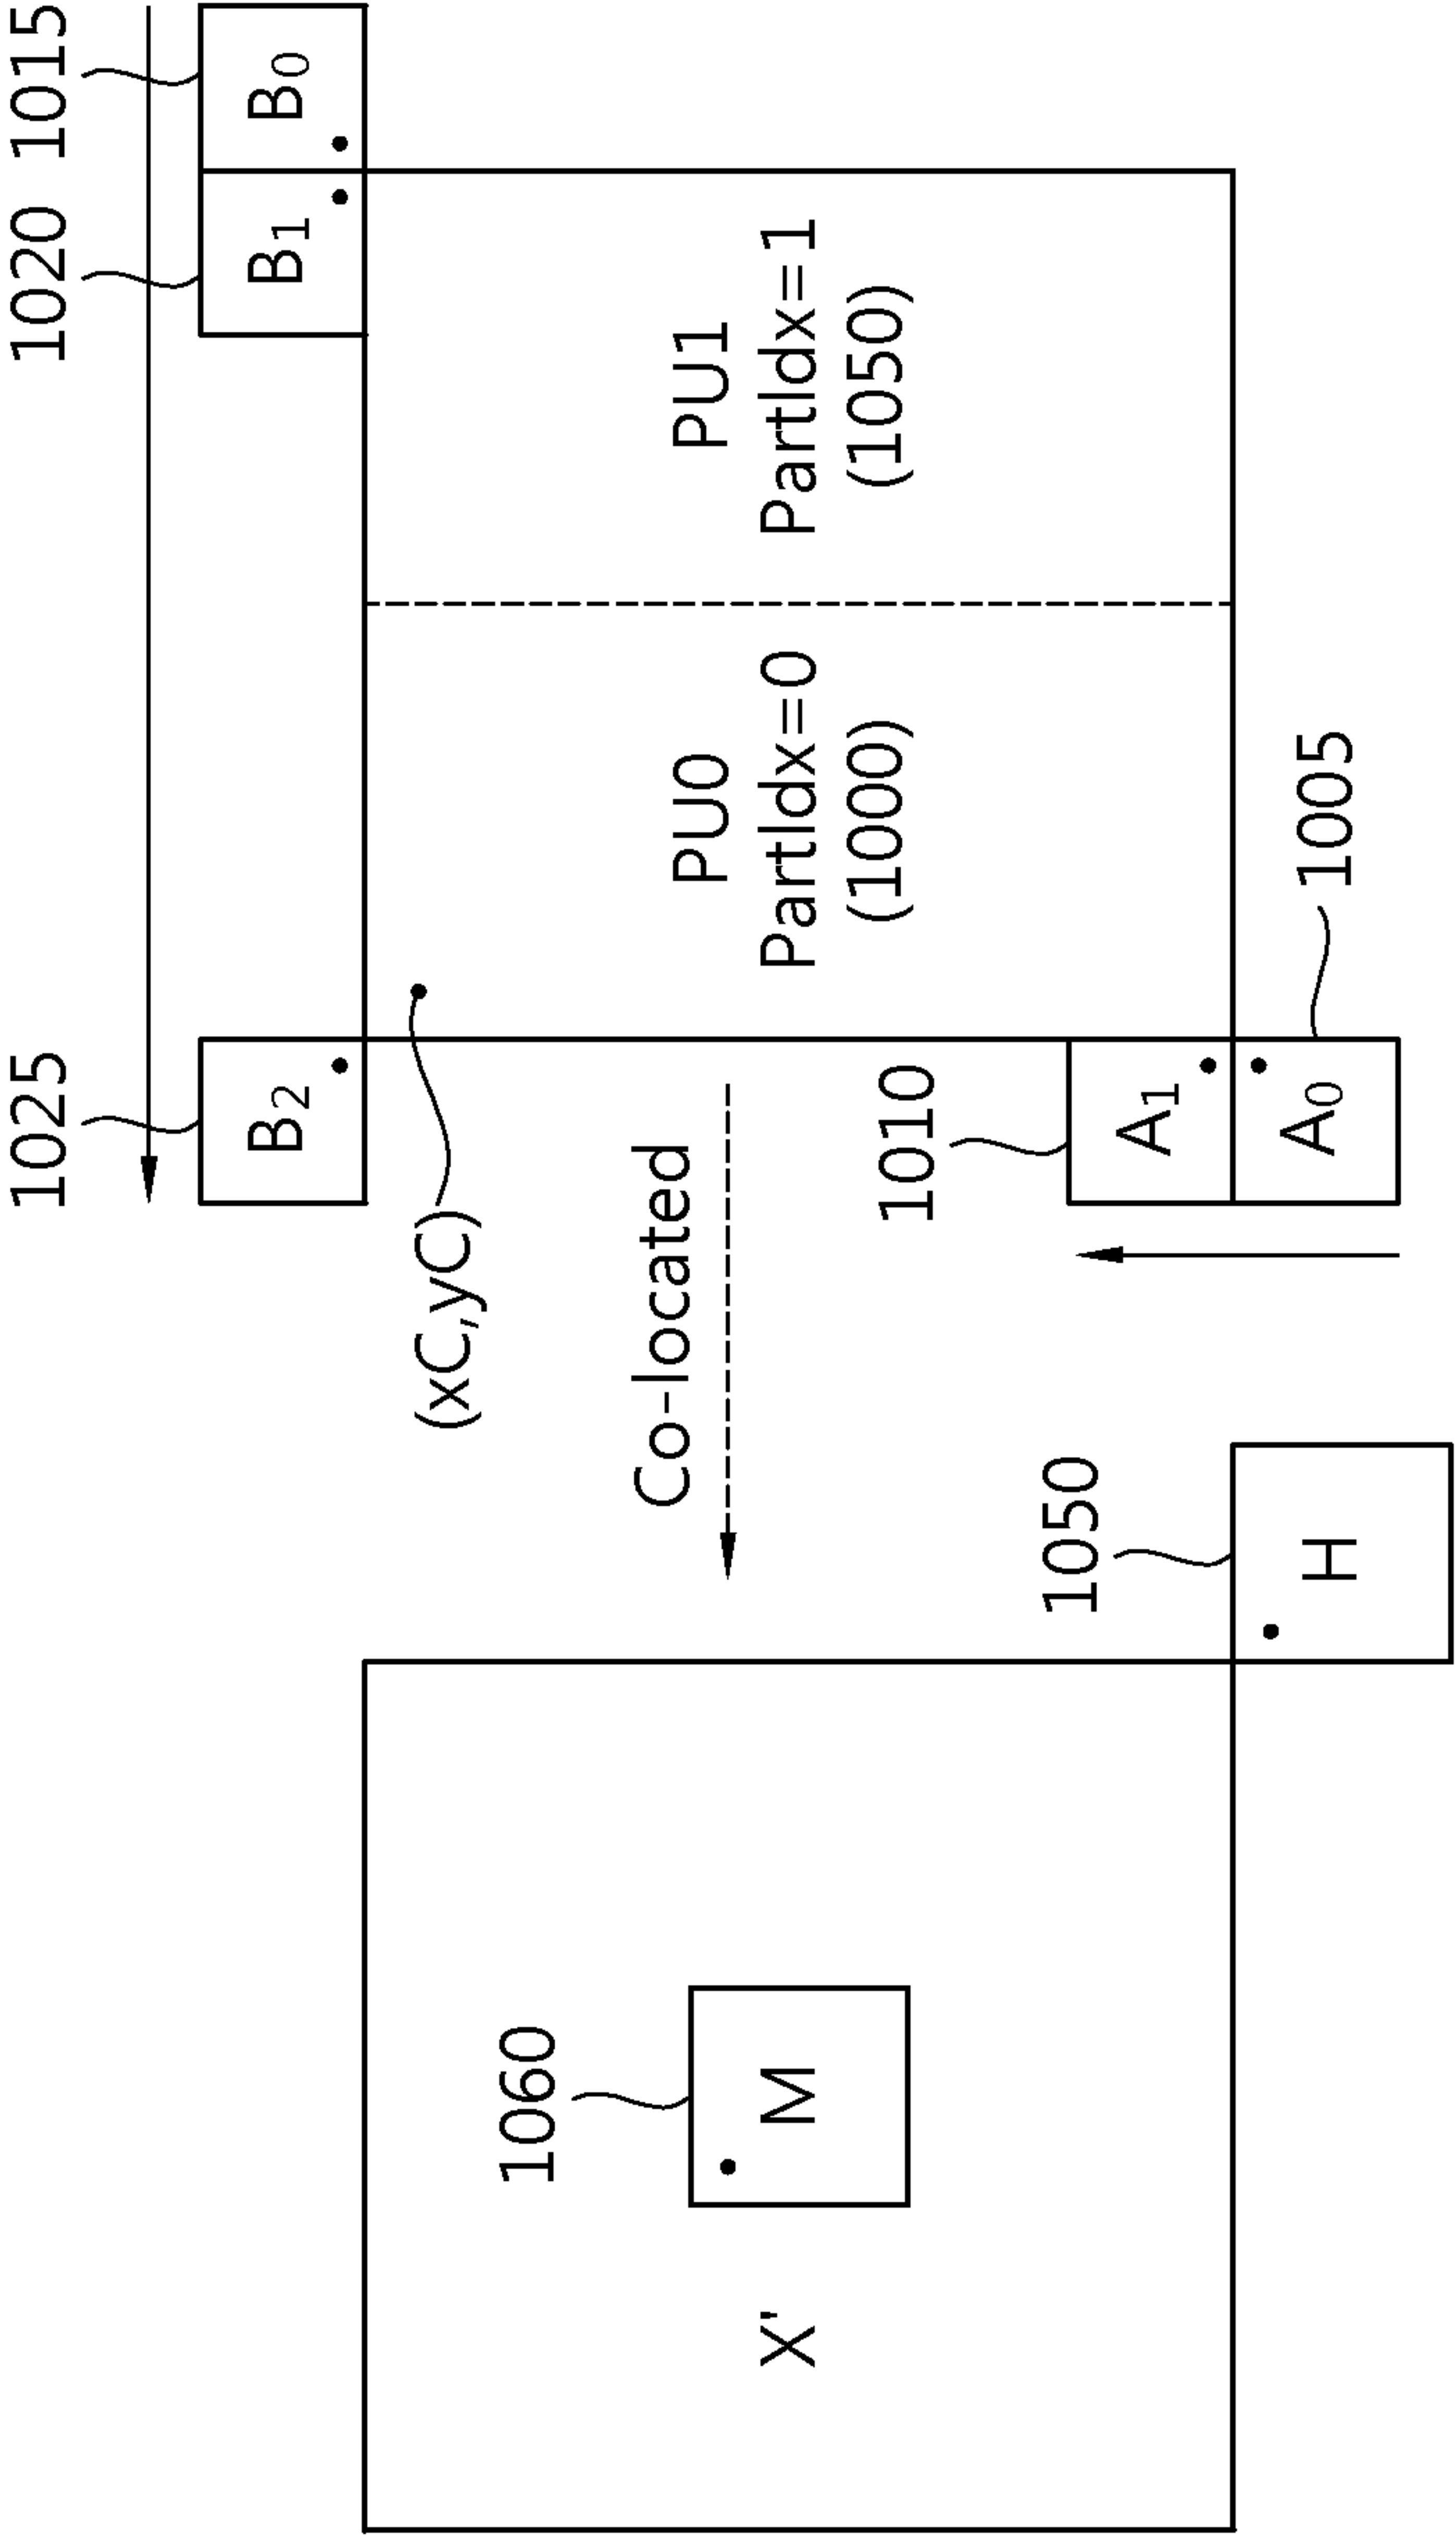 1025 1020 1015
B₂ B₁ B₀
(xC,yC)
1060
Co-located
PU0
PartIdx=0
(1000)
PU1
PartIdx=1
(1050)
X' M
1010
1050
A₁
H A₀ 1005